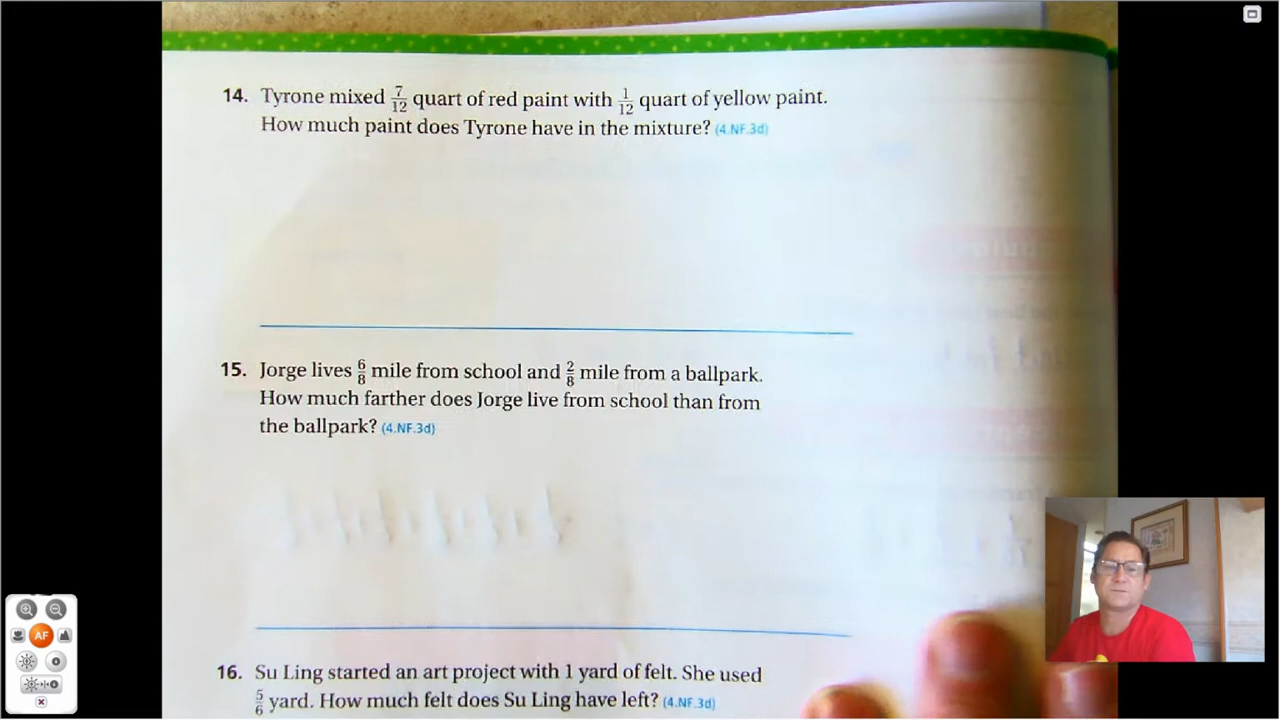 14. Tyrone mixed 7/12 quart of red paint with 1/12 quart of yellow paint.
How much paint does Tyrone have in the mixture? (4.NF.3d)
15. Jorge lives 6/8 mile from school and 2/8 mile from a ballpark.
How much farther does Jorge live from school than from
the ballpark? (4.NF.3d)
16. Su Ling started an art project with 1 yard of felt. She used
5/6 yard. How much felt does Su Ling have left? (4.NF.3d)
AF